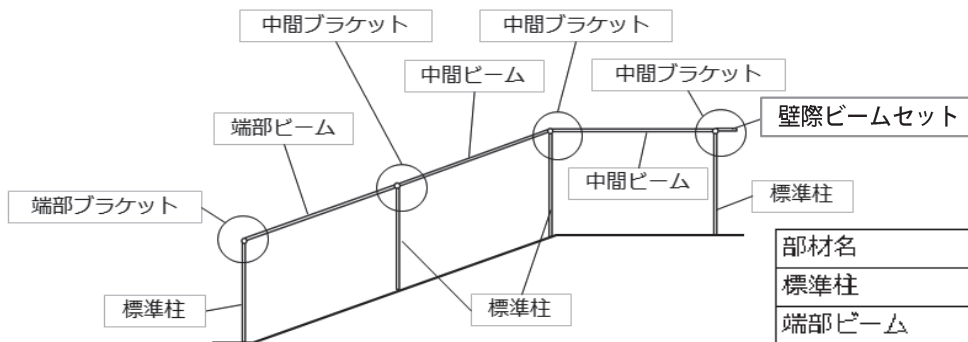 中間ブラケット
中間ブラケット
中間ビーム
中間ブラケット
壁際ビームセット
端部ビーム
中間ビーム
標準柱
端部ブラケット
標準柱
標準柱
部材名
標準柱
端部ビーム